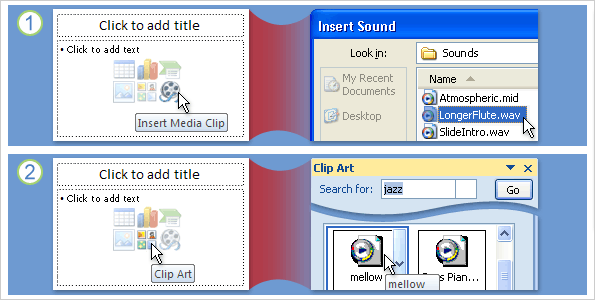 1
Click to add title
• Click to add text
Insert Media Clip
Insert Sound
Look in:
Sounds
My Recent
Documents
Desktop
Name
Atmospheric.mid
LongerFlute.wav
SlideIntro.wav
2
Click to add title
• Click to add text
Clip Art
Clip Art
Search for:
jazz
Go
mellow
Pian...
mellow